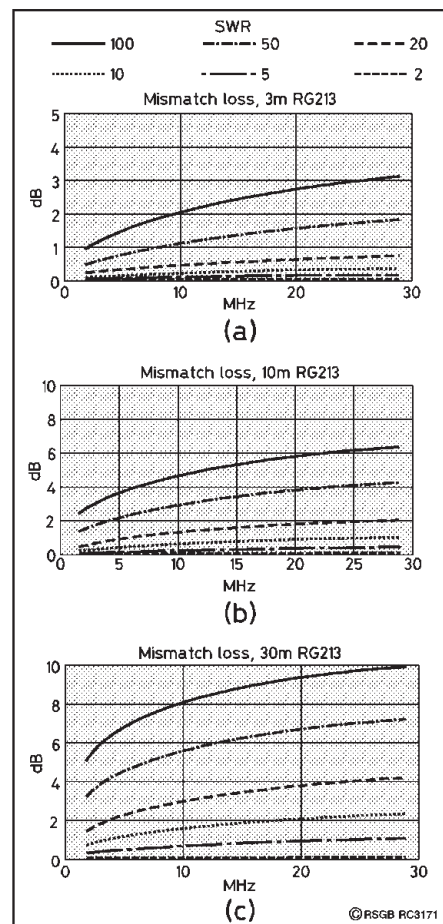 SWR
100 50 20
10 5 2
Mismatch loss, 3m RG213
5
4
3
2
1
0
dB
0 10 20 30
MHz
(a)
Mismatch loss, 10m RG213
10
8
6
4
2
0
dB
0 5 10 15 20 25 30
MHz
(b)
Mismatch loss, 30m RG213
10
8
6
4
2
0
dB
0 10 20 30
MHz
(c)
©RSGB RC3171